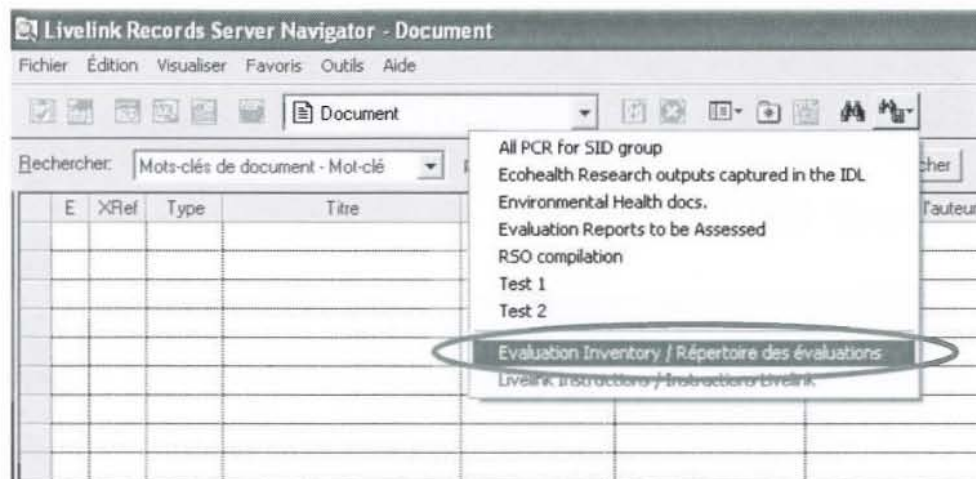 Livelink Records Server Navigator - Document
Fichier Édition Visualiser Favoris Outils Aide
Document
Rechercher: Mots-clés de document - Mot-clé
cher
E XRef Type Titre
l'auteur
All PCR for SID group
Ecohealth Research outputs captured in the IDL
Environmental Health docs.
Evaluation Reports to be Assessed
RSO compilation
Test 1
Test 2
Evaluation Inventory / Répertoire des évaluations
Livelink Instructions / Instructions Livelink